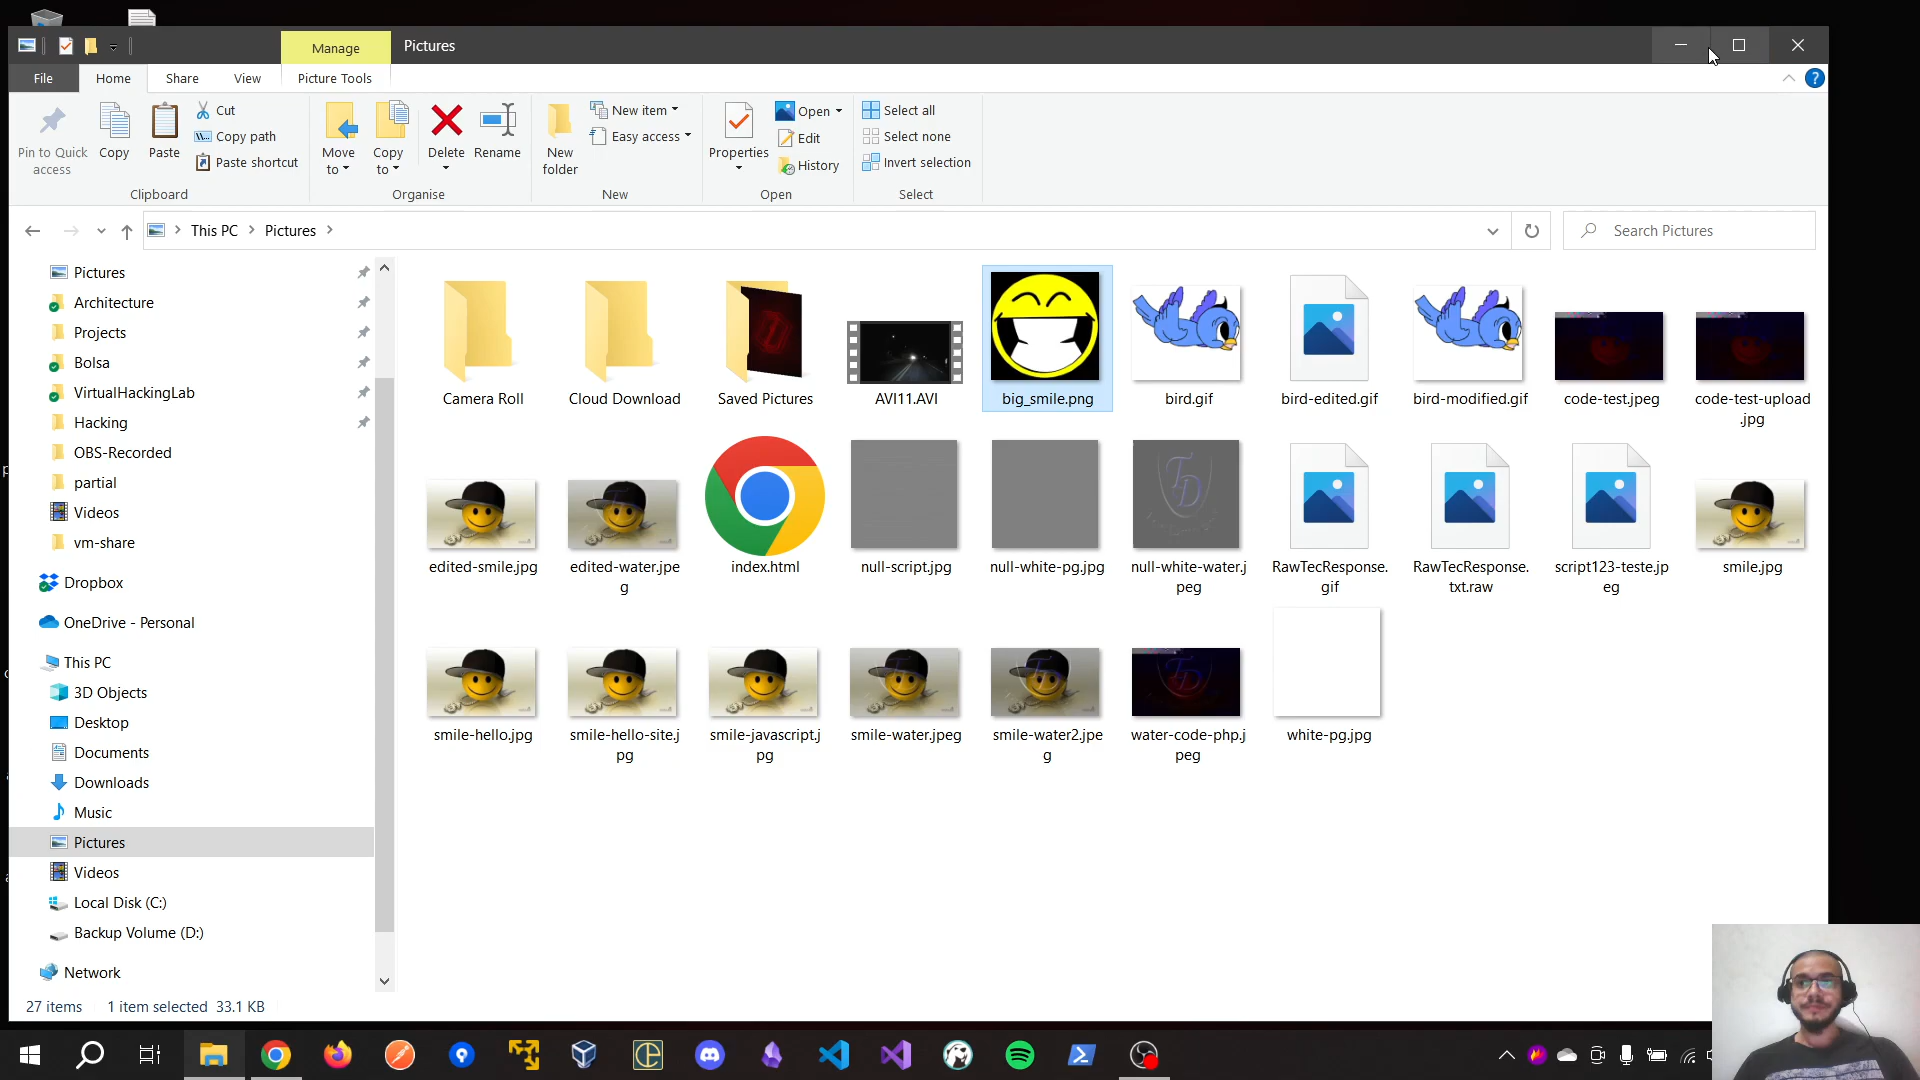 Manage
Pictures
File
Home
Share
View
Picture Tools
Pin to Quick
access
Copy
Paste
Cut
Copy path
Paste shortcut
Clipboard
Move
to
Copy
to
Delete
Rename
Organise
New
folder
New item
Easy access
New
Properties
Open
Edit
History
Open
Select all
Select none
Invert selection
Select
This PC
Pictures
Search Pictures
Pictures
Architecture
Projects
Bolsa
VirtualHackingLab
Hacking
OBS-Recorded
partial
Videos
vm-share
Dropbox
OneDrive - Personal
This PC
3D Objects
Desktop
Documents
Downloads
Music
Pictures
Videos
Local Disk (C:)
Backup Volume (D:)
Network
Camera Roll
Cloud Download
Saved Pictures
AVI11.AVI
big_smile.png
bird.gif
bird-edited.gif
bird-modified.gif
code-test.jpeg
code-test-upload
.jpg
edited-smile.jpg
edited-water.jpe
g
index.html
null-script.jpg
null-white-pg.jpg
null-white-water.j
peg
RawTecResponse.
gif
RawTecResponse.
txt.raw
script123-teste.jp
eg
smile.jpg
smile-hello.jpg
smile-hello-site.j
pg
smile-javascript.j
pg
smile-water.jpeg
smile-water2.jpe
g
water-code-php.j
peg
white-pg.jpg
27 items
1 item selected 33.1 KB